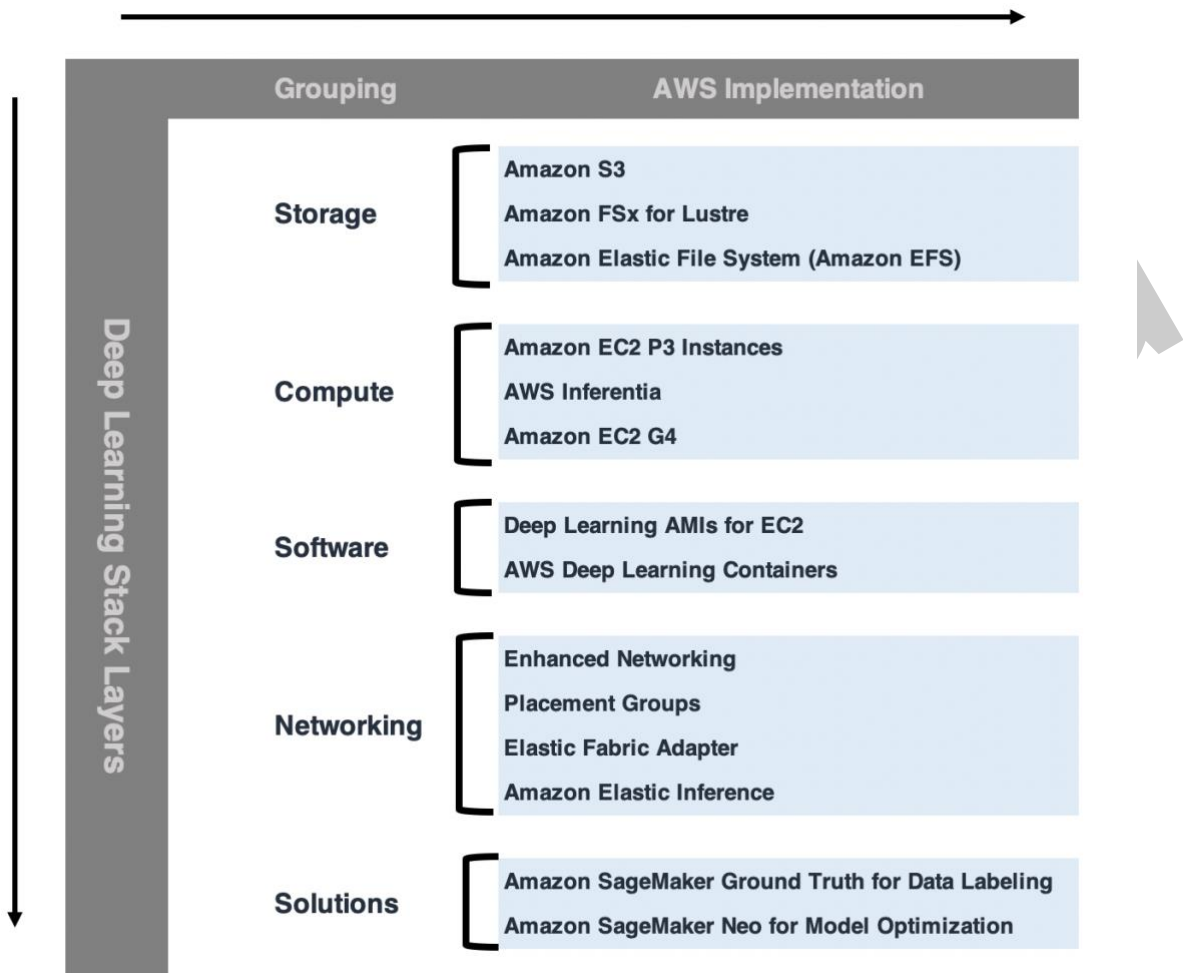 Grouping
AWS Implementation
Deep Learning Stack Layers
Storage
Amazon S3
Amazon FSx for Lustre
Amazon Elastic File System (Amazon EFS)
Compute
Amazon EC2 P3 Instances
AWS Inferentia
Amazon EC2 G4
Software
Deep Learning AMIs for EC2
AWS Deep Learning Containers
Networking
Enhanced Networking
Placement Groups
Elastic Fabric Adapter
Amazon Elastic Inference
Solutions
Amazon SageMaker Ground Truth for Data Labeling
Amazon SageMaker Neo for Model Optimization